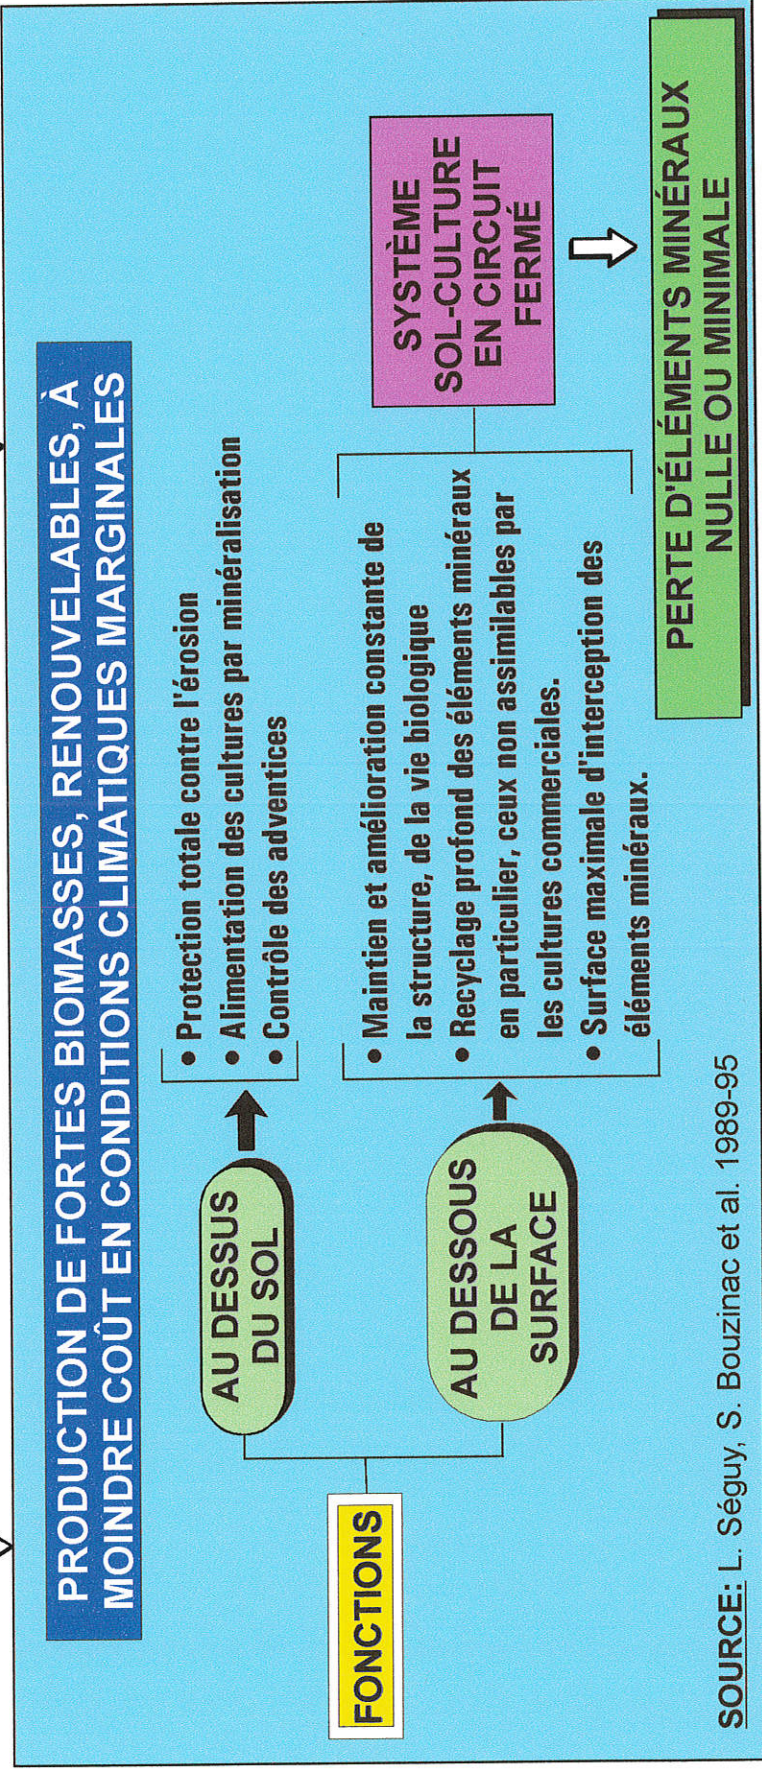 PRODUCTION DE FORTES BIOMASSES, RENOUVELABLES, À
MOINDRE COÛT EN CONDITIONS CLIMATIQUES MARGINALES
FONCTIONS
AU DESSUS
DU SOL
• Protection totale contre l'érosion
• Alimentation des cultures par minéralisation
• Contrôle des adventices
AU DESSOUS
DE LA
SURFACE
• Maintien et amélioration constante de
la structure, de la vie biologique
• Recyclage profond des éléments minéraux
en particulier, ceux non assimilables par
les cultures commerciales.
• Surface maximale d'interception des
éléments minéraux.
SYSTÈME
SOL-CULTURE
EN CIRCUIT
FERMÉ
PERTE D'ÉLÉMENTS MINÉRAUX
NULLE OU MINIMALE
SOURCE: L. Séguy, S. Bouzinac et al. 1989-95